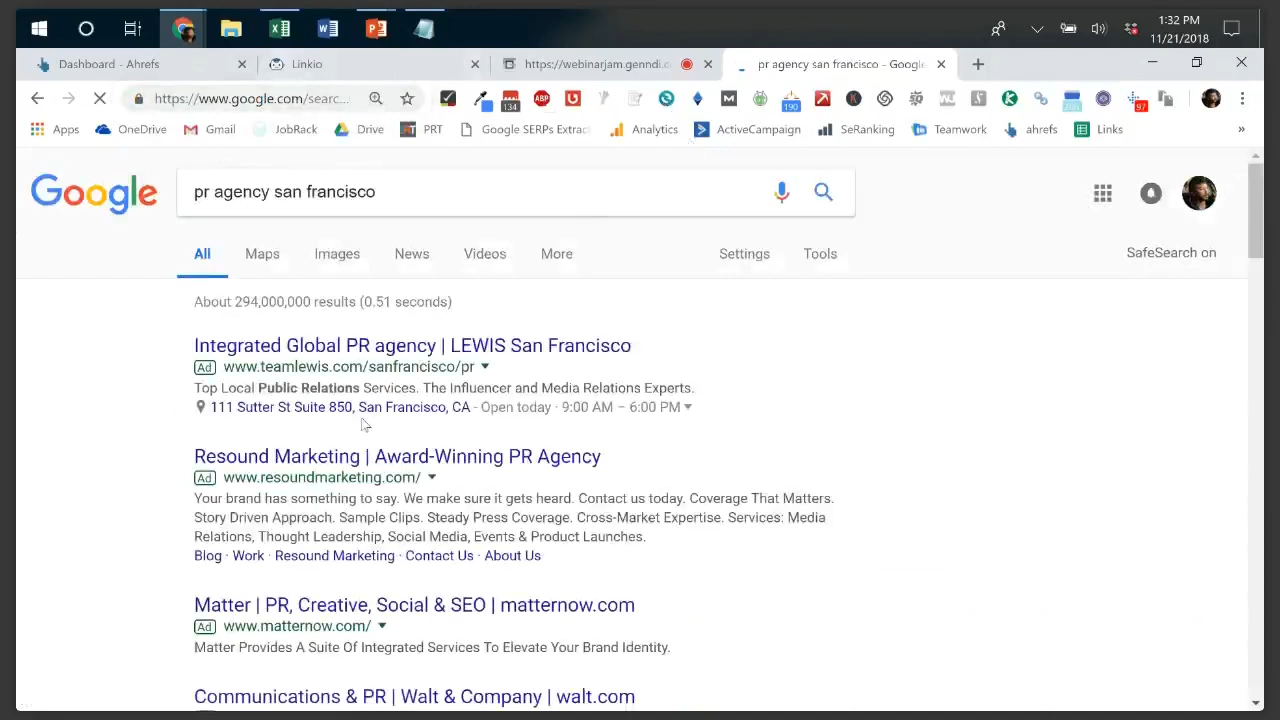 1:32 PM
11/21/2018
Dashboard - Ahrefs
Linkio
https://webinarjam.genndi.c
pr agency san francisco - Google
https://www.google.com/searc...
134
ABP
190
97
Apps
OneDrive
Gmail
JobRack
Drive
PRT
Google SERPs Extract
Analytics
ActiveCampaign
SeRanking
Teamwork
ahrefs
Links
»
Google
pr agency san francisco
All
Maps
Images
News
Videos
More
Settings
Tools
SafeSearch on
About 294,000,000 results (0.51 seconds)
Integrated Global PR agency | LEWIS San Francisco
Ad www.teamlewis.com/sanfrancisco/pr
Top Local Public Relations Services. The Influencer and Media Relations Experts.
111 Sutter St Suite 850, San Francisco, CA - Open today · 9:00 AM – 6:00 PM
Resound Marketing | Award-Winning PR Agency
Ad www.resoundmarketing.com/
Your brand has something to say. We make sure it gets heard. Contact us today. Coverage That Matters.
Story Driven Approach. Sample Clips. Steady Press Coverage. Cross-Market Expertise. Services: Media
Relations, Thought Leadership, Social Media, Events & Product Launches.
Blog · Work · Resound Marketing · Contact Us · About Us
Matter | PR, Creative, Social & SEO | matternow.com
Ad www.matternow.com/
Matter Provides A Suite Of Integrated Services To Elevate Your Brand Identity.
Communications & PR | Walt & Company | walt.com